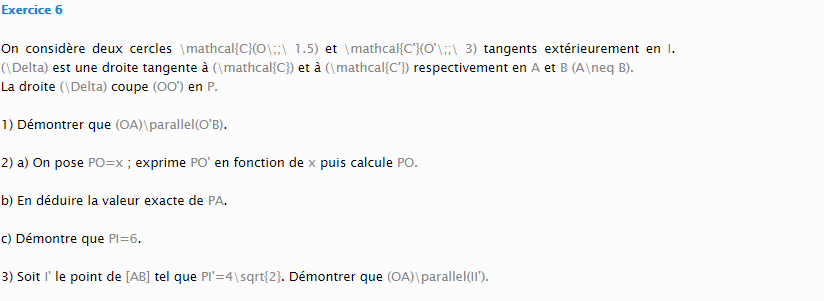 Exercice 6
On considère deux cercles \mathcal{C}(O\;;\ 1.5) et \mathcal{C'}(O'\;;\ 3) tangents extérieurement en I.
(\Delta) est une droite tangente à (\mathcal{C}) et à (\mathcal{C'}) respectivement en A et B (A\neq B).
La droite (\Delta) coupe (OO') en P.
1) Démontrer que (OA)\parallel(O'B).
2) a) On pose PO=x ; exprime PO' en fonction de x puis calcule PO.
b) En déduire la valeur exacte de PA.
c) Démontre que PI=6.
3) Soit I' le point de [AB] tel que PI'=4\sqrt{2}. Démontrer que (OA)\parallel(II').